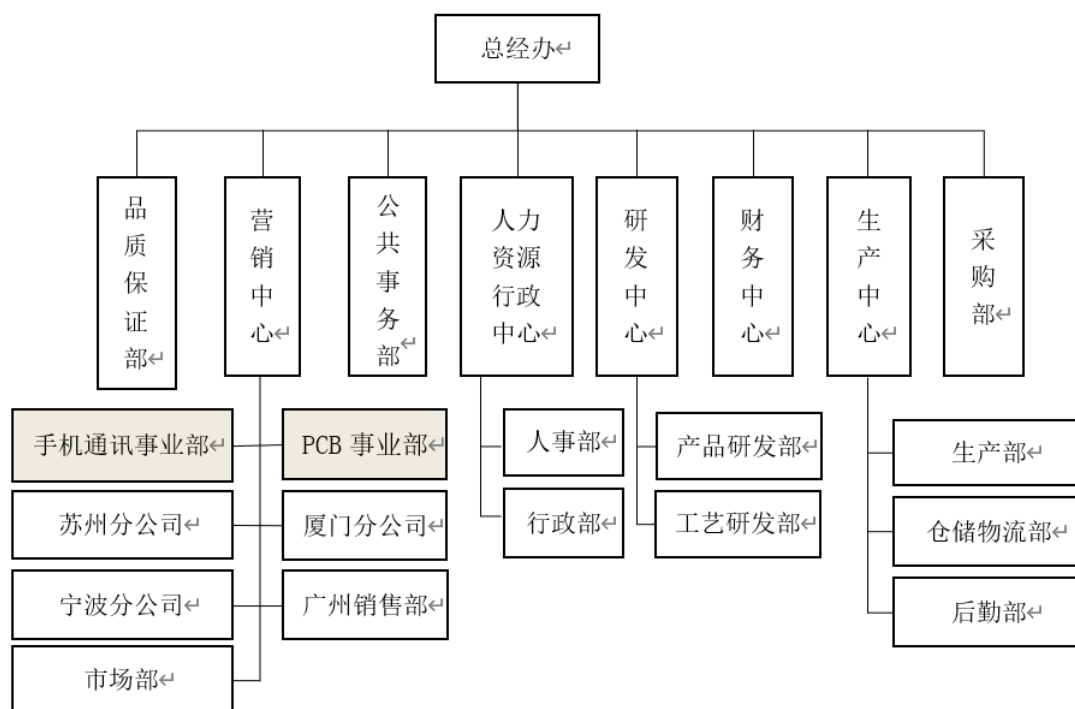 总经办
品质保证部
营销中心
公共事务部
人力资源行政中心
研发中心
财务中心
生产中心
采购部
手机通讯事业部
PCB 事业部
人事部
产品研发部
生产部
苏州分公司
厦门分公司
行政部
工艺研发部
仓储物流部
宁波分公司
广州销售部
后勤部
市场部